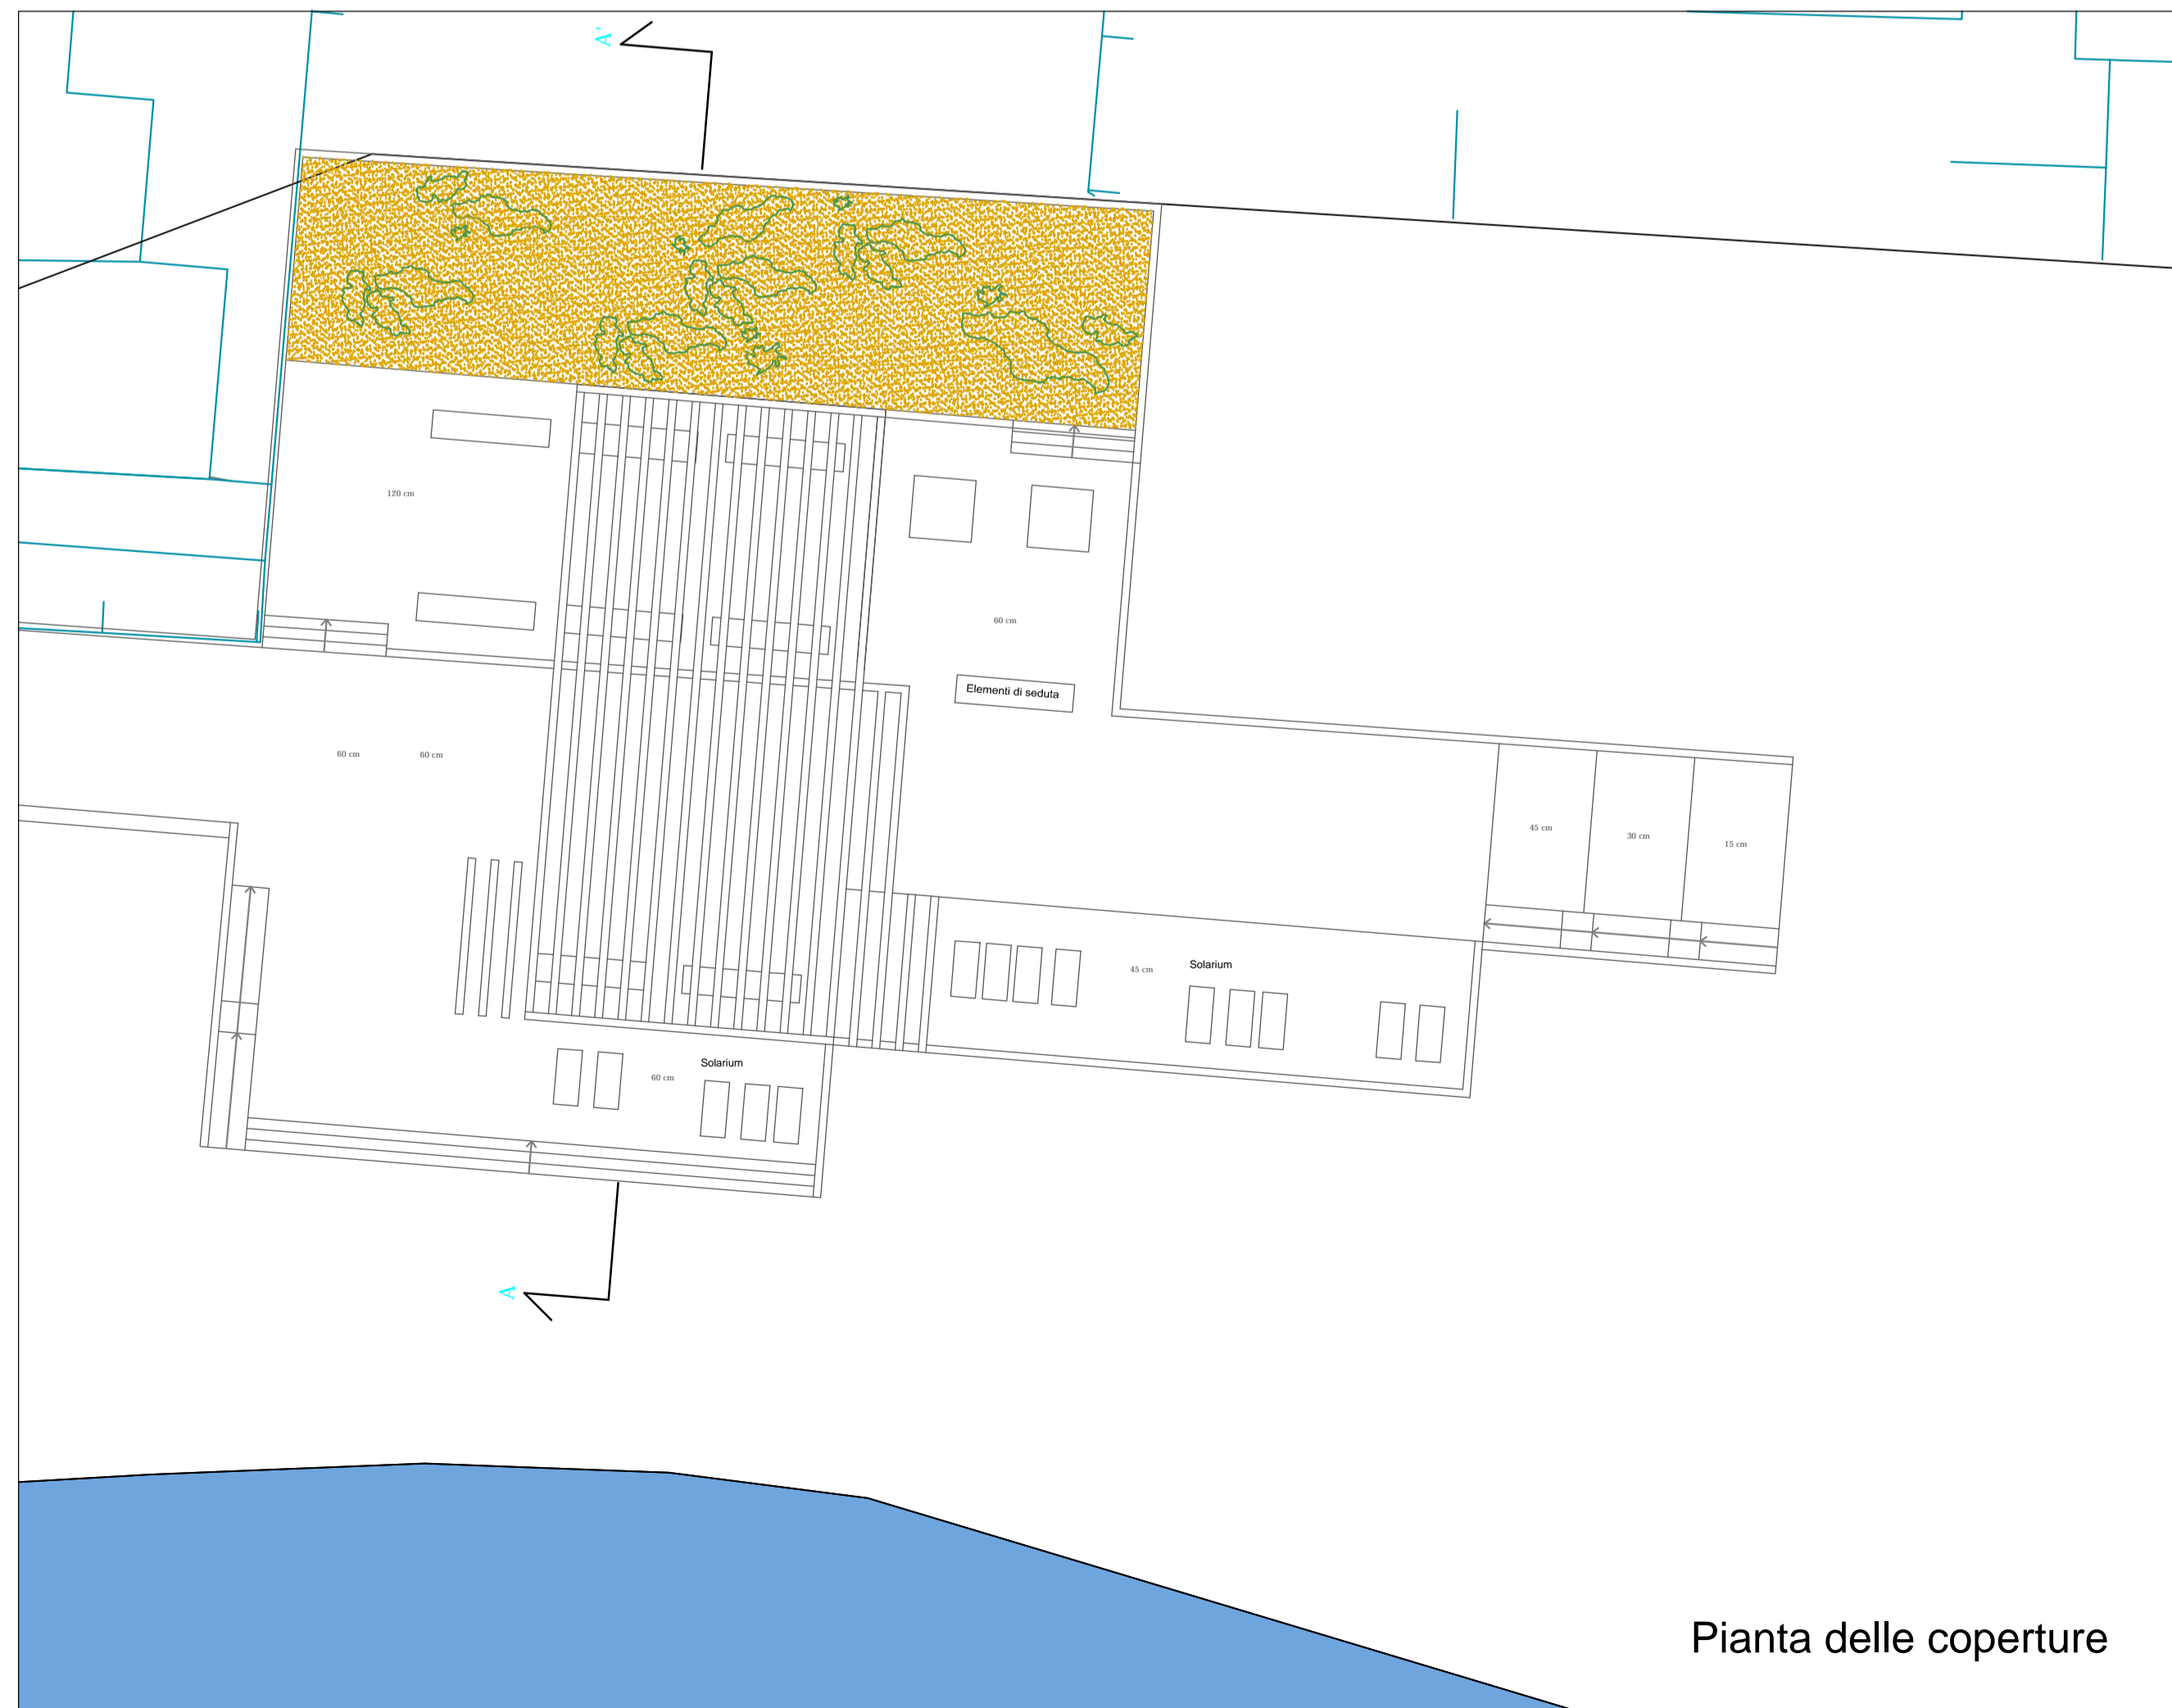 A'
120 cm
60 cm
Elementi di seduta
60 cm
60 cm
45 cm
30 cm
15 cm
Solarium
45 cm
Solarium
60 cm
A
Pianta delle coperture